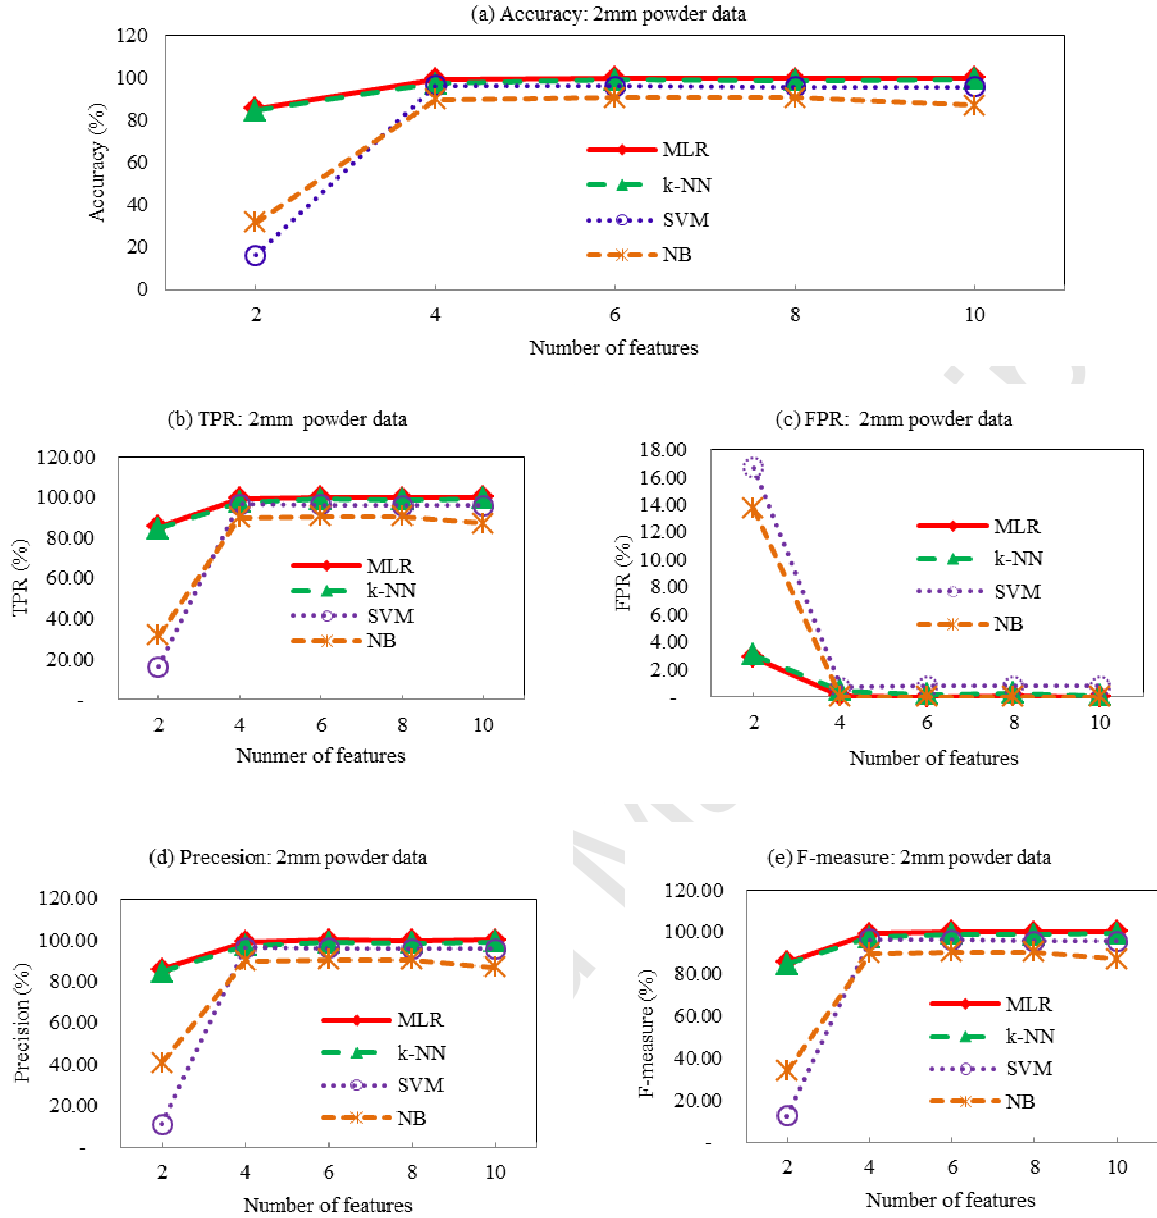 (a) Accuracy: 2mm powder data
120
100
80
60
40
20
0
Accuracy (%)
MLR
k-NN
SVM
NB
2 4 6 8 10
Number of features
(b) TPR: 2mm powder data
120.00
100.00
80.00
60.00
40.00
20.00
-
TPR (%)
MLR
k-NN
SVM
NB
2 4 6 8 10
Nunmer of features
(c) FPR: 2mm powder data
18.00
16.00
14.00
12.00
10.00
8.00
6.00
4.00
2.00
-
FPR (%)
MLR
k-NN
SVM
NB
2 4 6 8 10
Number of features
(d) Precesion: 2mm powder data
120.00
100.00
80.00
60.00
40.00
20.00
-
Precision (%)
MLR
k-NN
SVM
NB
2 4 6 8 10
Number of features
(e) F-measure: 2mm powder data
120.00
100.00
80.00
60.00
40.00
20.00
-
F-measure (%)
MLR
k-NN
SVM
NB
2 4 6 8 10
Number of features